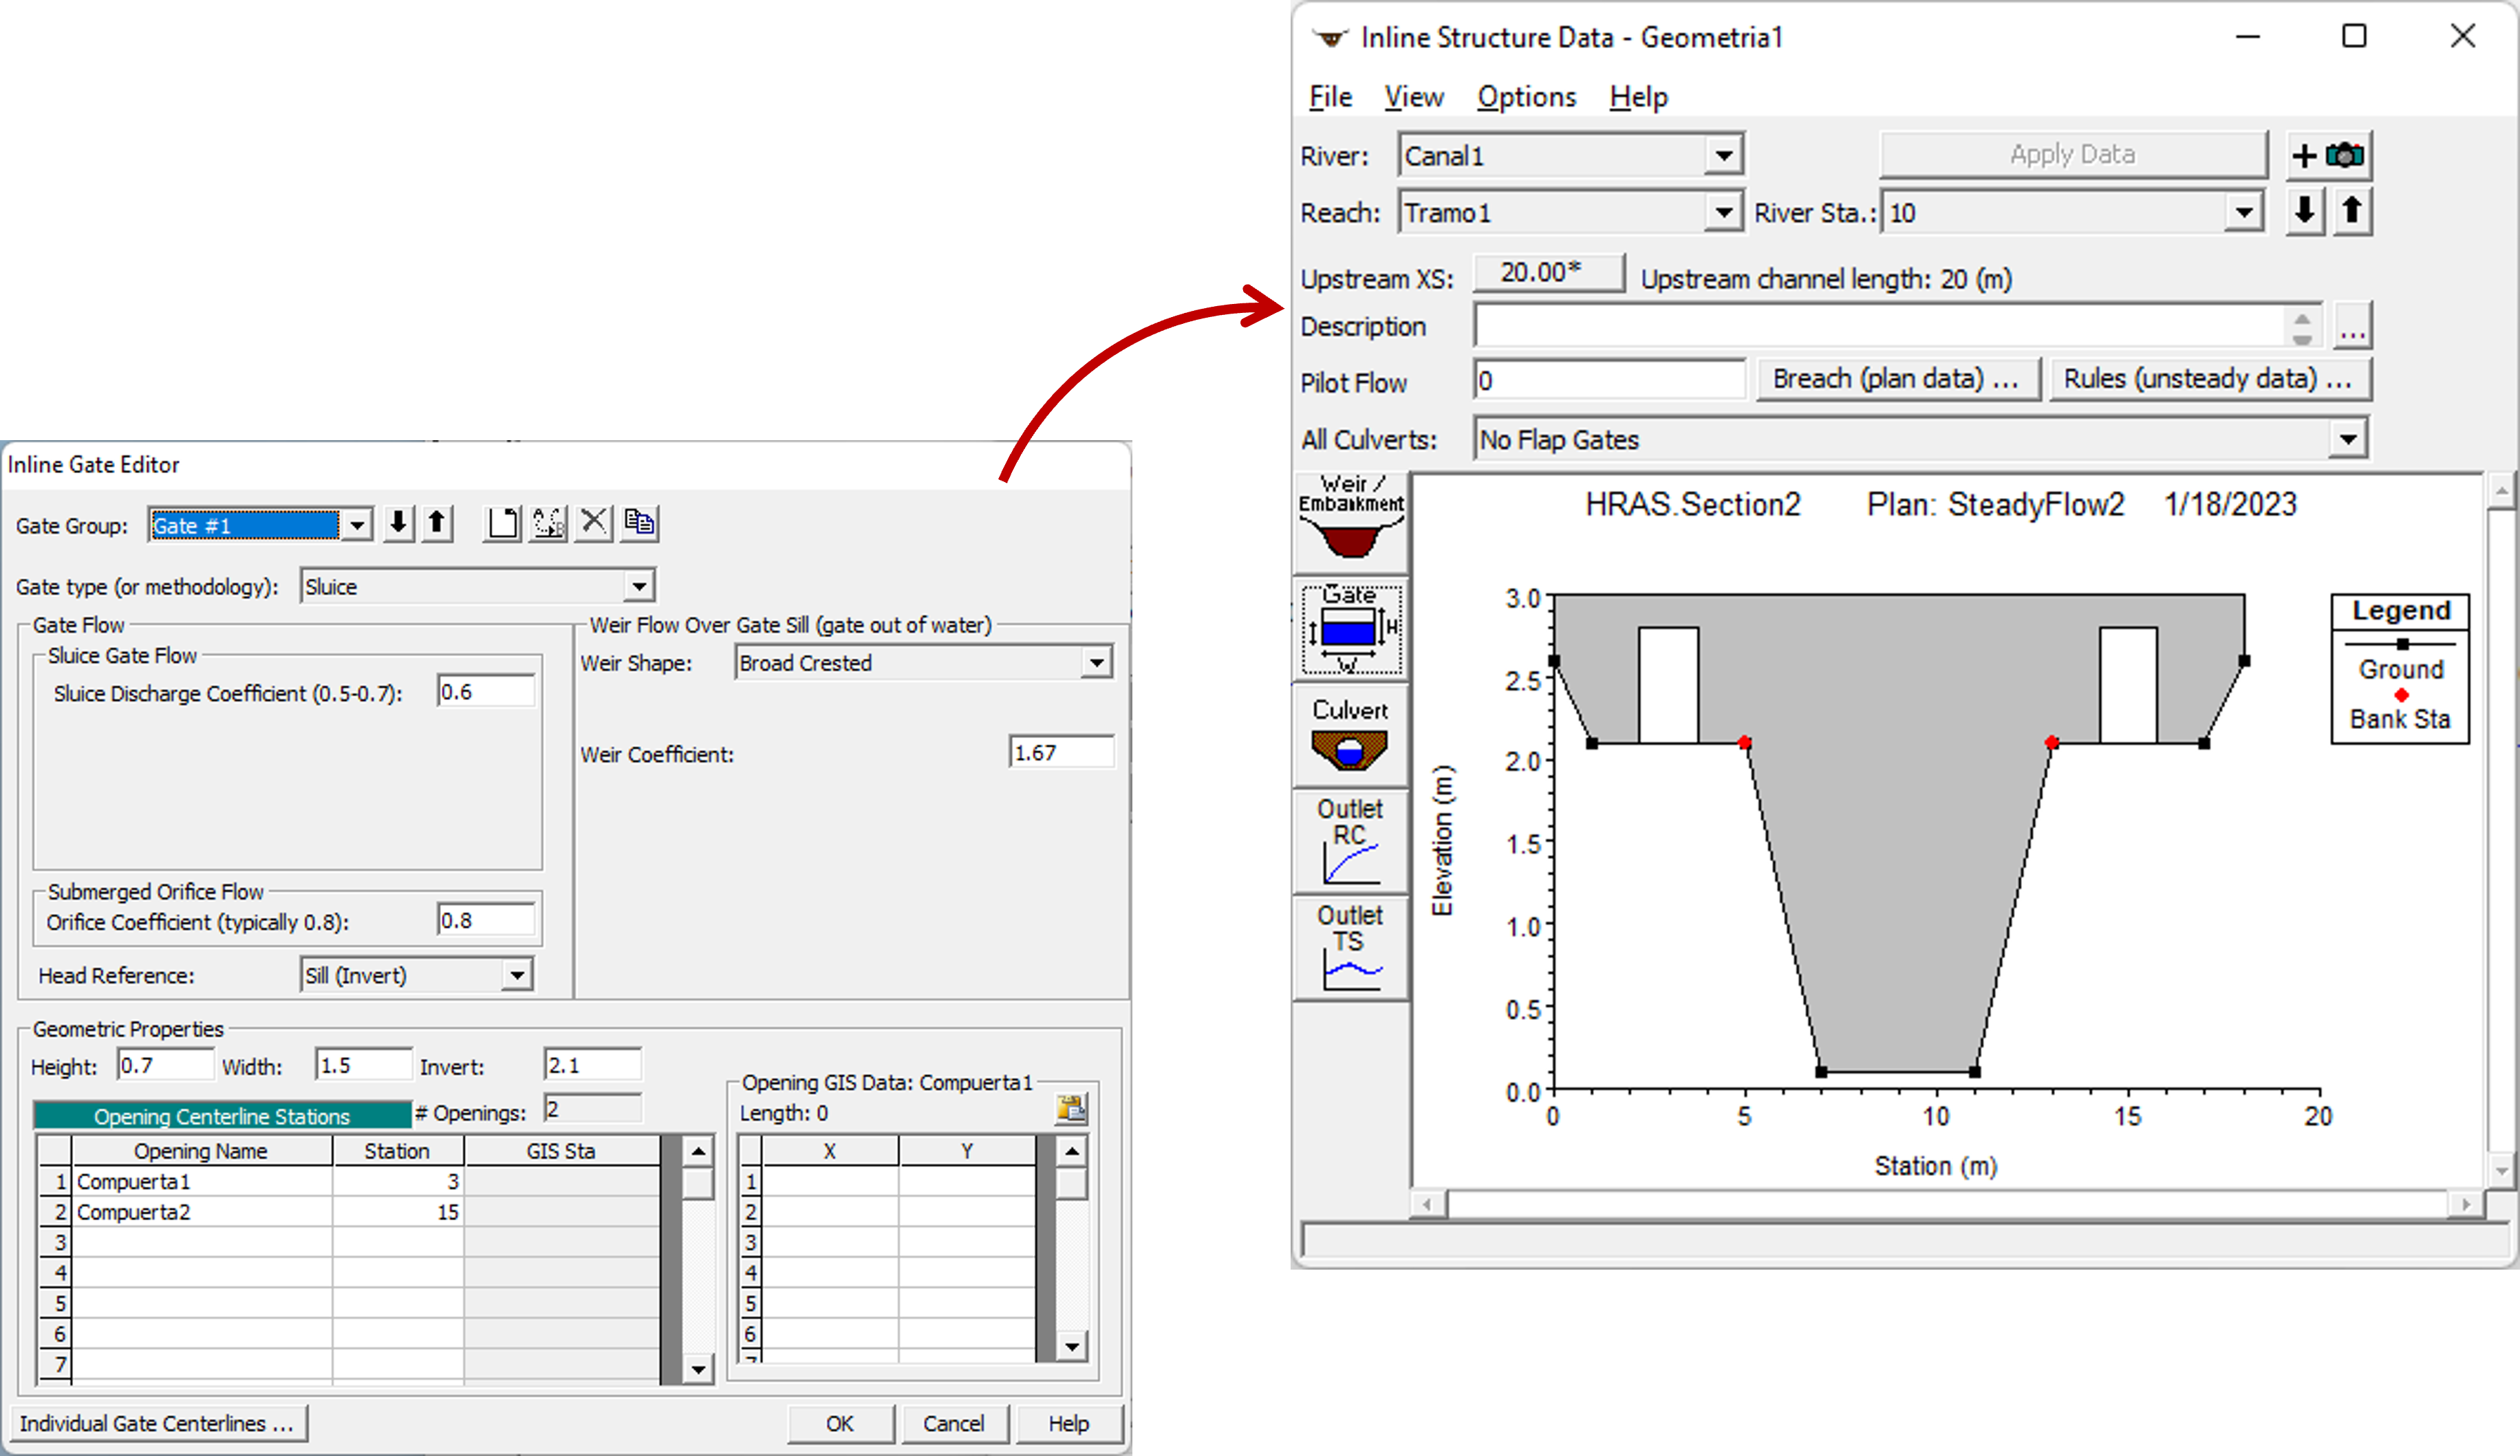 Inline Structure Data - Geometria1
File View Options Help
River: Canal1 Apply Data
Reach: Tramo1 River Sta.: 10
Upstream XS: 20.00* Upstream channel length: 20 (m)
Description ...
Pilot Flow 0 Breach (plan data) ... Rules (unsteady data) ...
All Culverts: No Flap Gates
Weir /
Embankment
Gate
H
W
Culvert
Outlet
RC
Outlet
TS
HRAS.Section2 Plan: SteadyFlow2 1/18/2023
3.0
2.5
2.0
1.5
1.0
0.5
0.0
Elevation (m)
0 5 10 15 20
Station (m)
Legend
Ground
Bank Sta
Inline Gate Editor
Gate Group: Gate #1
Gate type (or methodology): Sluice
Gate Flow
Sluice Gate Flow
Sluice Discharge Coefficient (0.5-0.7): 0.6
Submerged Orifice Flow
Orifice Coefficient (typically 0.8): 0.8
Head Reference: Sill (Invert)
Weir Flow Over Gate Sill (gate out of water)
Weir Shape: Broad Crested
Weir Coefficient: 1.67
Geometric Properties
Height: 0.7 Width: 1.5 Invert: 2.1
Opening Centerline Stations # Openings: 2
Opening Name Station GIS Sta
1 Compuerta1 3
2 Compuerta2 15
3
4
5
6
7
Opening GIS Data: Compuerta1
Length: 0
X Y
1
2
3
4
5
6
7
Individual Gate Centerlines ... OK Cancel Help